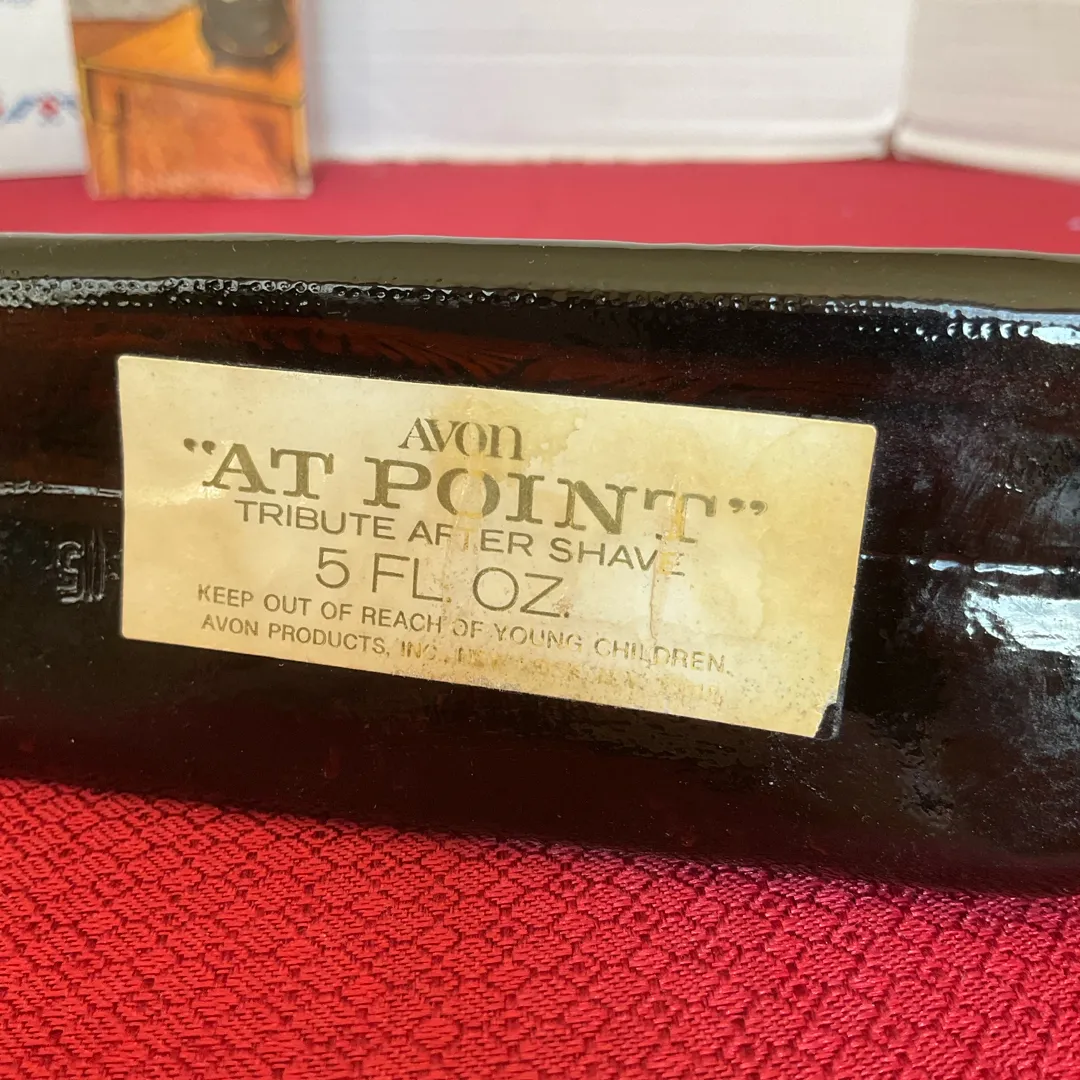 AVON
"AT POINT"
TRIBUTE AFTER SHAVE
5 FL. OZ.
KEEP OUT OF REACH OF YOUNG CHILDREN.
AVON PRODUCTS, INC.,